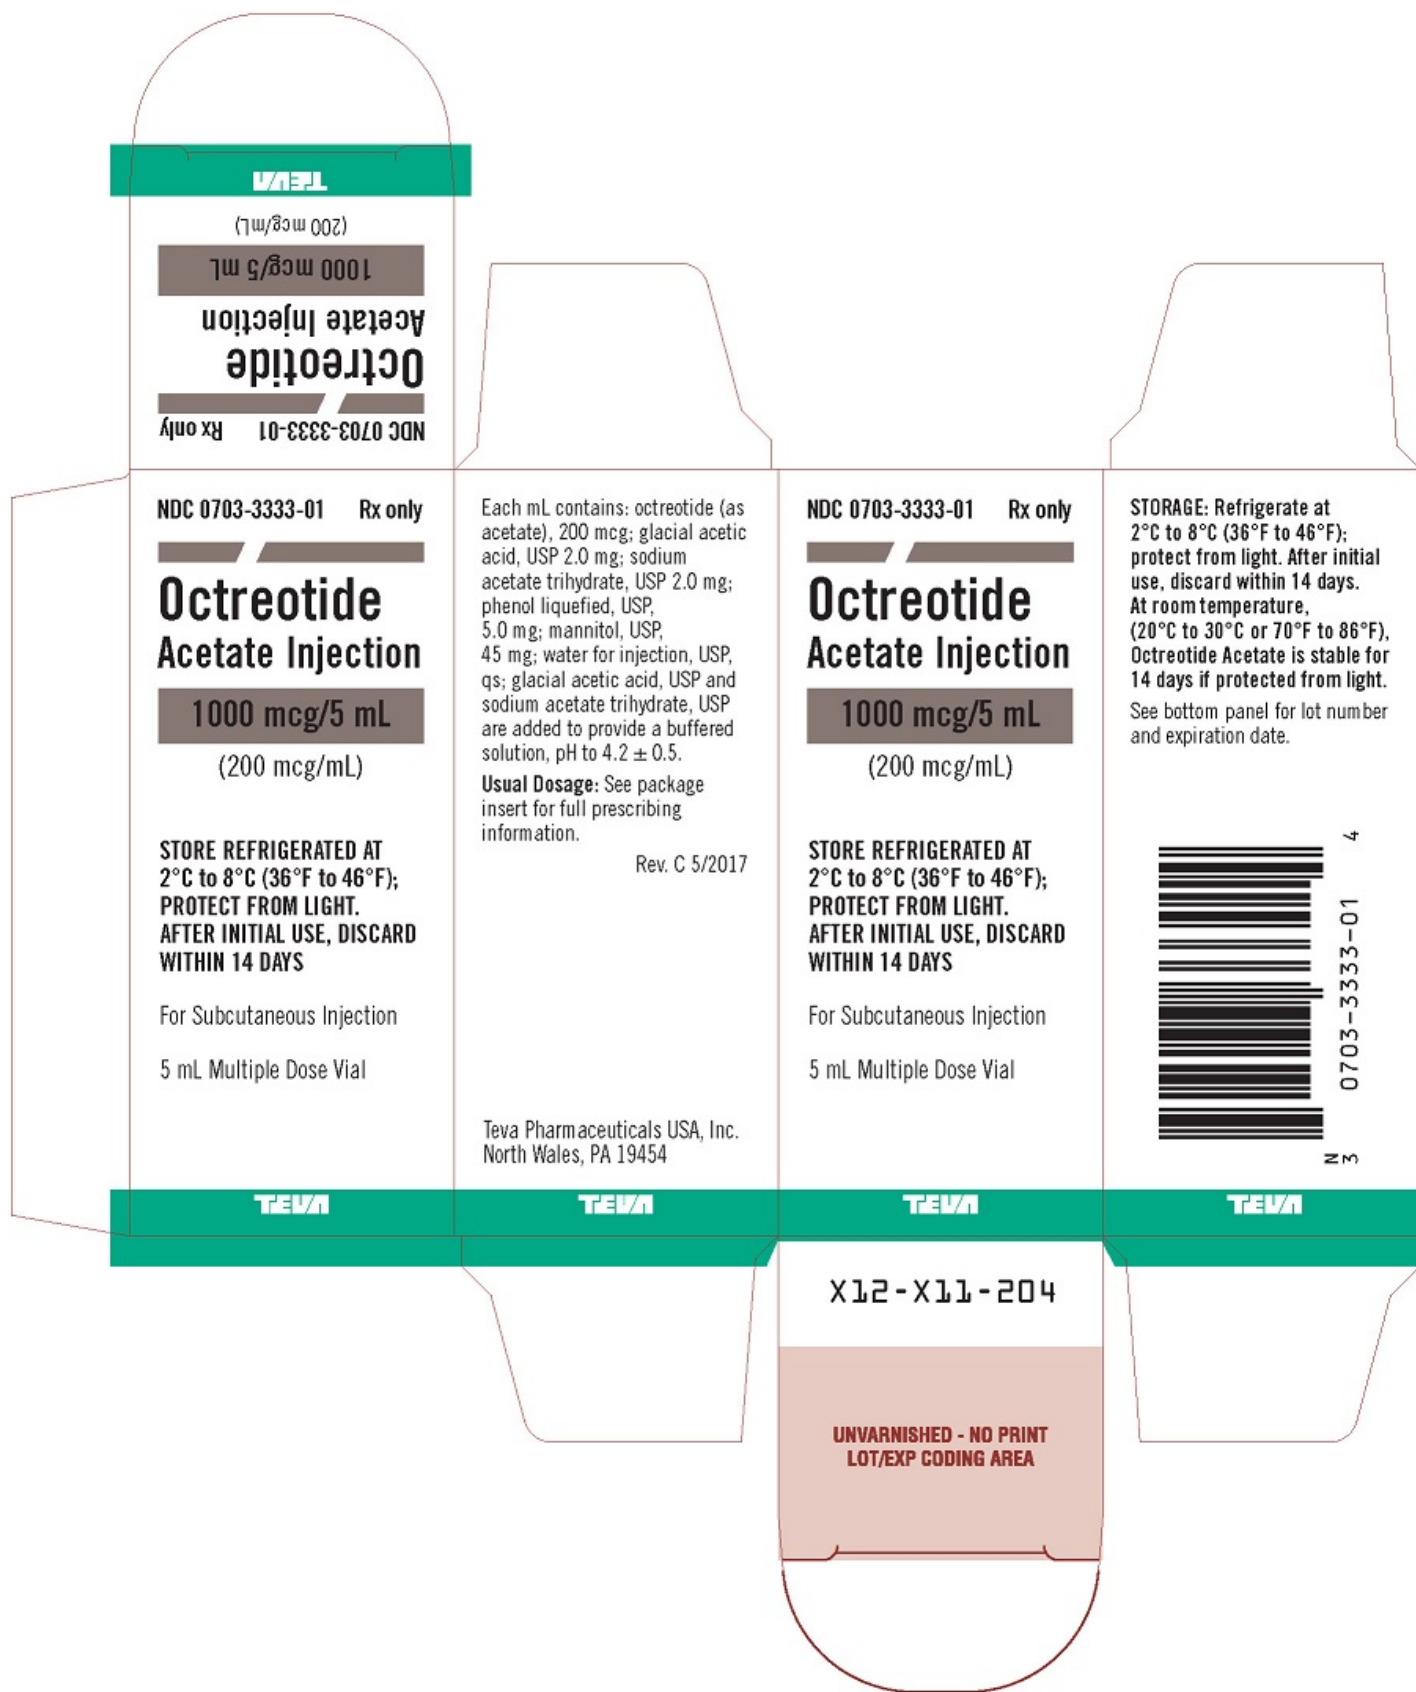 TEVA
(200 mcg/mL)
1000 mcg/5 mL
Acetate Injection
Octreotide
NDC 0703-3333-01 Rx only
NDC 0703-3333-01 Rx only
Octreotide
Acetate Injection
1000 mcg/5 mL
(200 mcg/mL)
STORE REFRIGERATED AT
2°C to 8°C (36°F to 46°F);
PROTECT FROM LIGHT.
AFTER INITIAL USE, DISCARD
WITHIN 14 DAYS
For Subcutaneous Injection
5 mL Multiple Dose Vial
TEVA
Each mL contains: octreotide (as
acetate), 200 mcg; glacial acetic
acid, USP 2.0 mg; sodium
acetate trihydrate, USP 2.0 mg;
phenol liquefied, USP,
5.0 mg; mannitol, USP,
45 mg; water for injection, USP,
qs; glacial acetic acid, USP and
sodium acetate trihydrate, USP
are added to provide a buffered
solution, pH to 4.2 ± 0.5.
Usual Dosage: See package
insert for full prescribing
information.
Rev. C 5/2017
Teva Pharmaceuticals USA, Inc.
North Wales, PA 19454
TEVA
NDC 0703-3333-01 Rx only
Octreotide
Acetate Injection
1000 mcg/5 mL
(200 mcg/mL)
STORE REFRIGERATED AT
2°C to 8°C (36°F to 46°F);
PROTECT FROM LIGHT.
AFTER INITIAL USE, DISCARD
WITHIN 14 DAYS
For Subcutaneous Injection
5 mL Multiple Dose Vial
TEVA
STORAGE: Refrigerate at
2°C to 8°C (36°F to 46°F);
protect from light. After initial
use, discard within 14 days.
At room temperature,
(20°C to 30°C or 70°F to 86°F),
Octreotide Acetate is stable for
14 days if protected from light.
See bottom panel for lot number
and expiration date.
N
3 0703-3333-01 4
TEVA
X12-X11-204
UNVARNISHED - NO PRINT
LOT/EXP CODING AREA